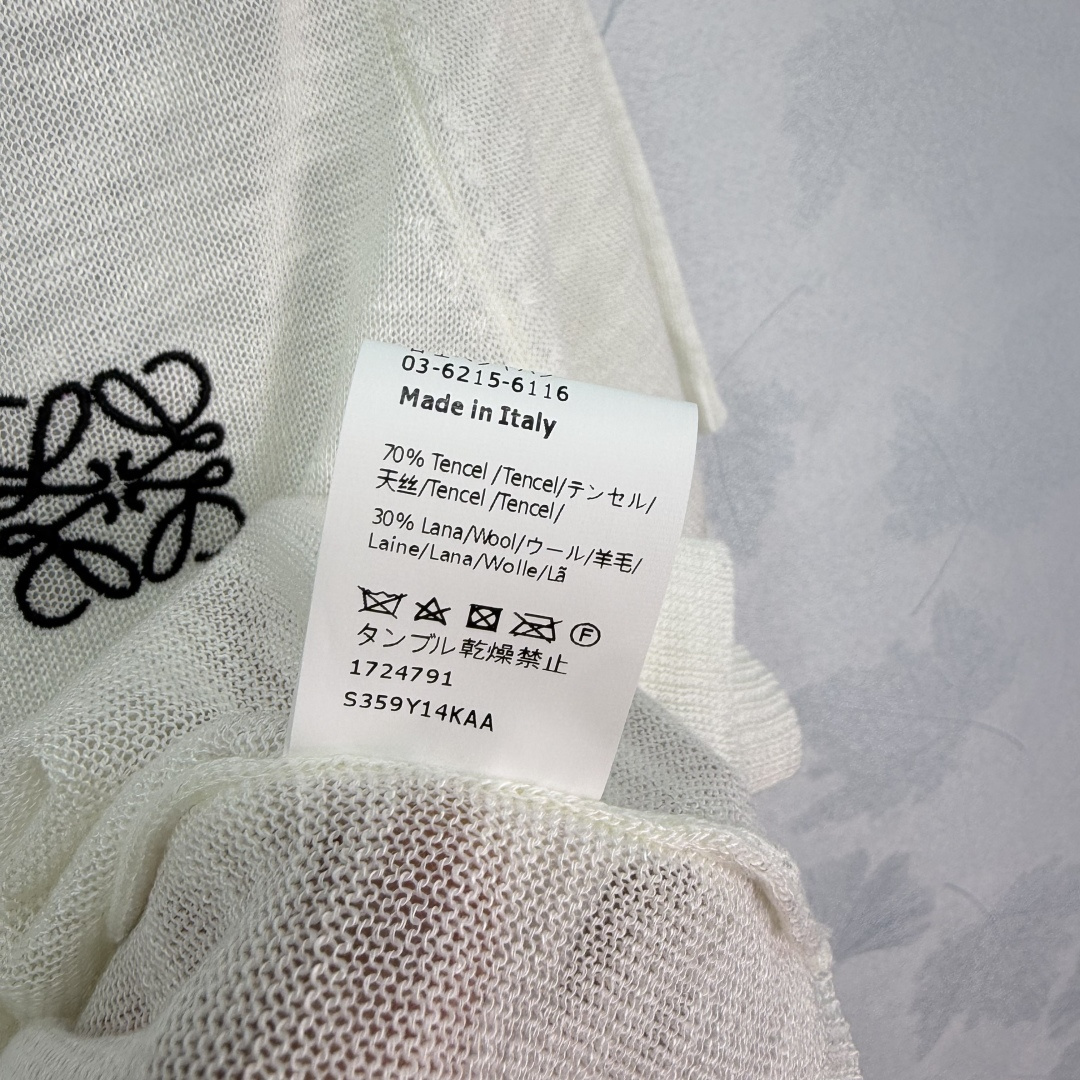 03-6215-6116
Made in Italy
70% Tencel /Tencel/テンセル/
天丝/Tencel /Tencel/
30% Lana/Wool/ウール/羊毛/
Laine/Lana/Wolle/Lã
F
タンブル乾燥禁止
1724791
S359Y14KAA